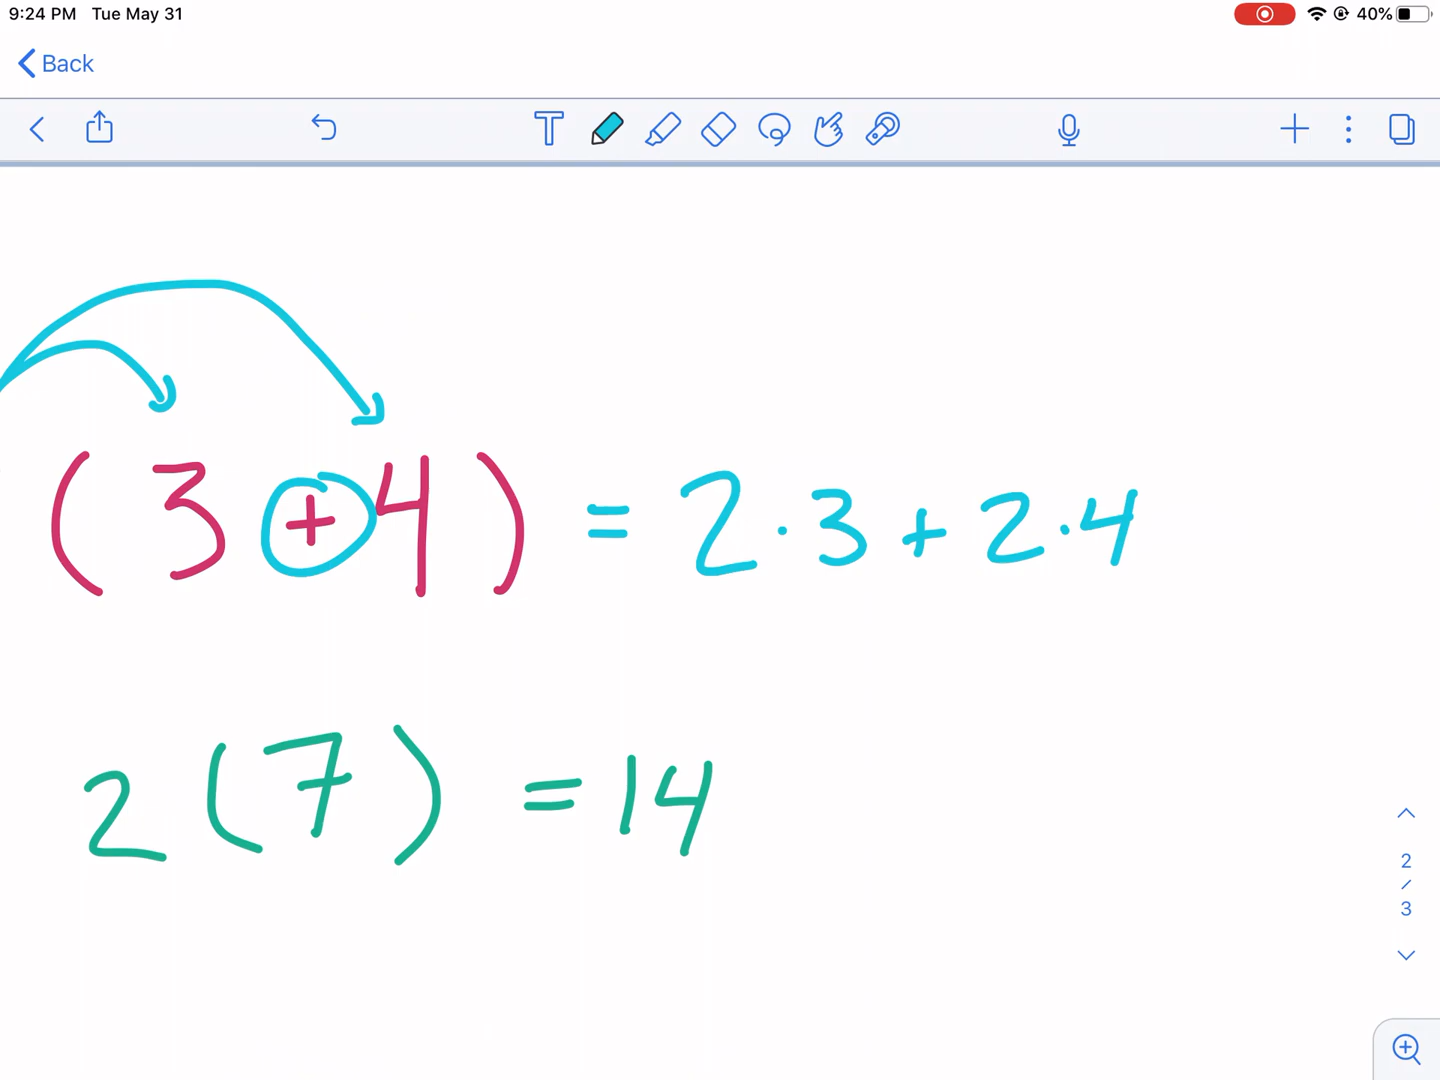 9:24 PM Tue May 31 40%
Back
(3 + 4) = 2 · 3 + 2 · 4
2 (7) = 14
2
/
3